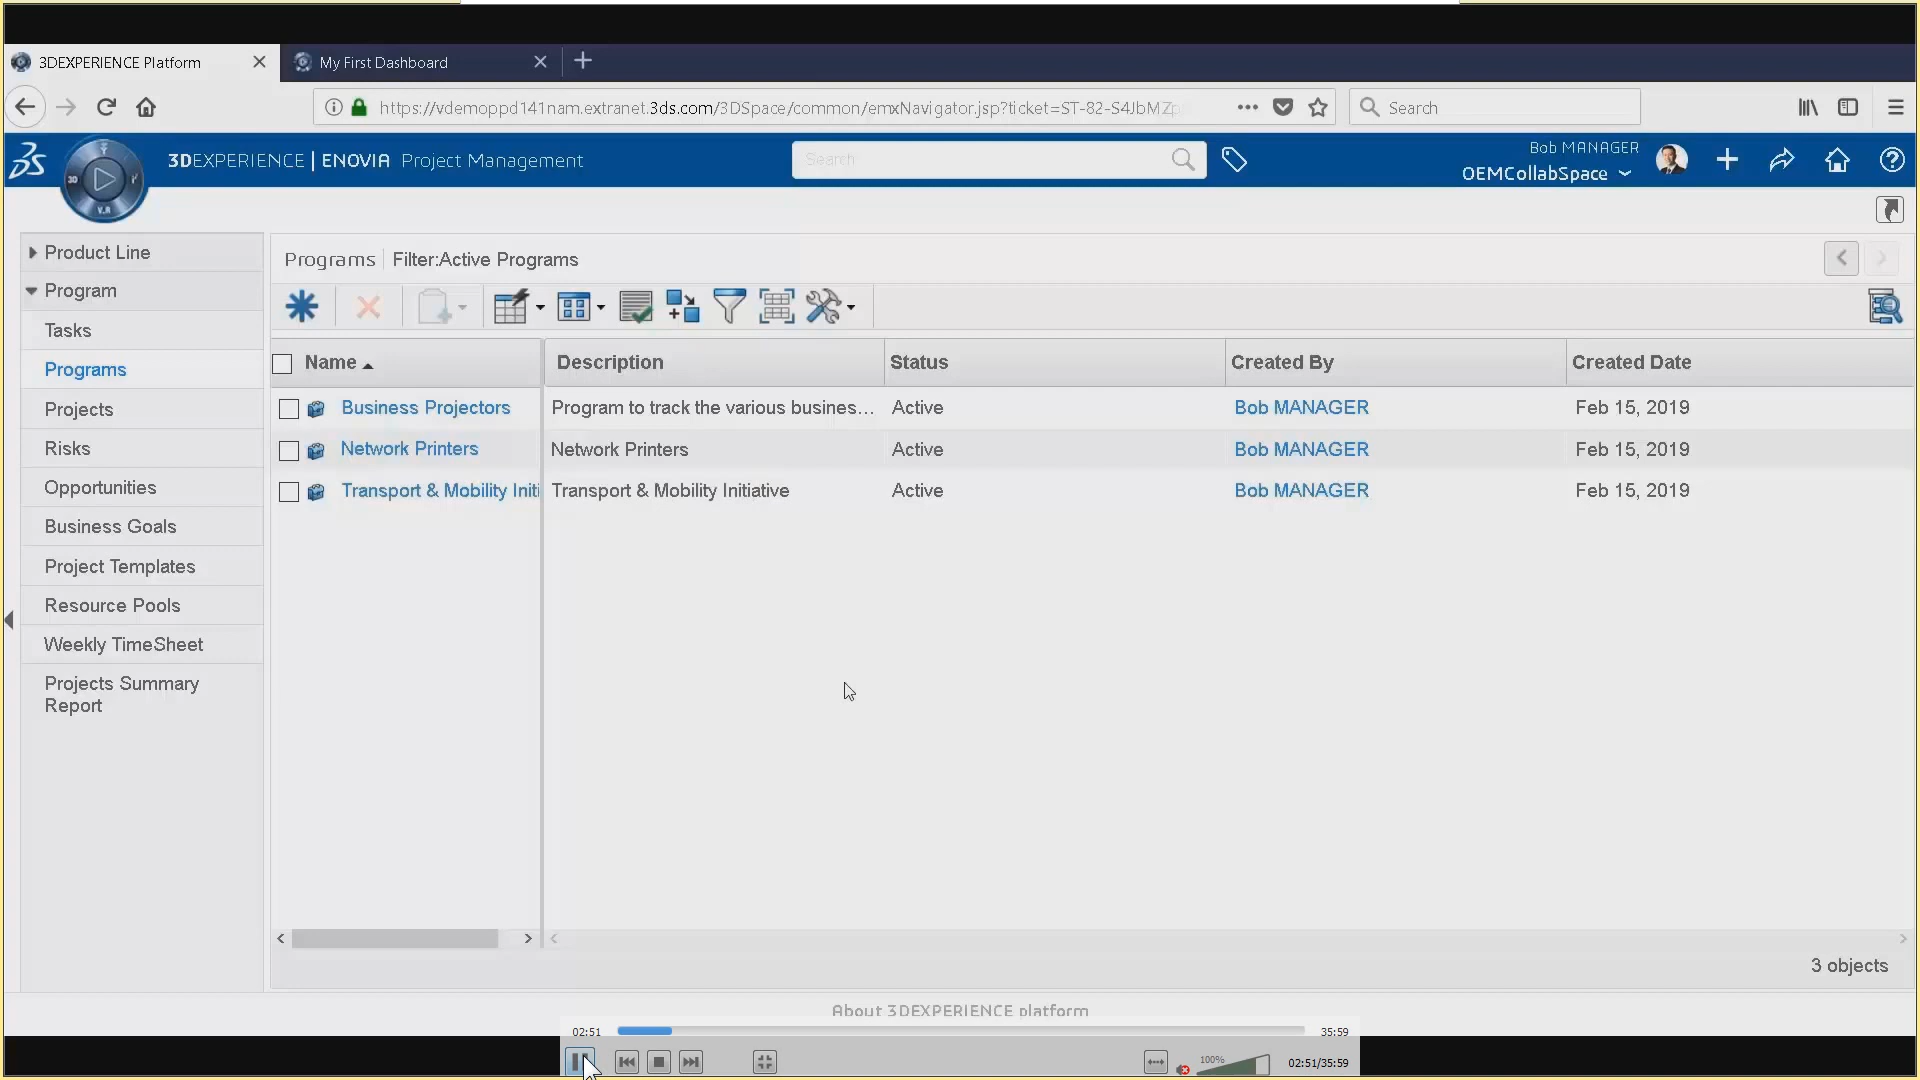 3DEXPERIENCE Platform
My First Dashboard
https://vdemoppd141nam.extranet.3ds.com/3DSpace/common/emxNavigator.jsp?ticket=ST-82-S4JbMZp
Search
3DEXPERIENCE | ENOVIA Project Management
Search
Bob MANAGER
OEMCollabSpace
3D
V.R
Product Line
Program
Tasks
Programs
Projects
Risks
Opportunities
Business Goals
Project Templates
Resource Pools
Weekly TimeSheet
Projects Summary
Report
Programs Filter:Active Programs
Name Description Status Created By Created Date
Business Projectors Program to track the various busines... Active Bob MANAGER Feb 15, 2019
Network Printers Network Printers Active Bob MANAGER Feb 15, 2019
Transport & Mobility Initi Transport & Mobility Initiative Active Bob MANAGER Feb 15, 2019
3 objects
About 3DEXPERIENCE platform
02:51 35:59
100% 02:51/35:59